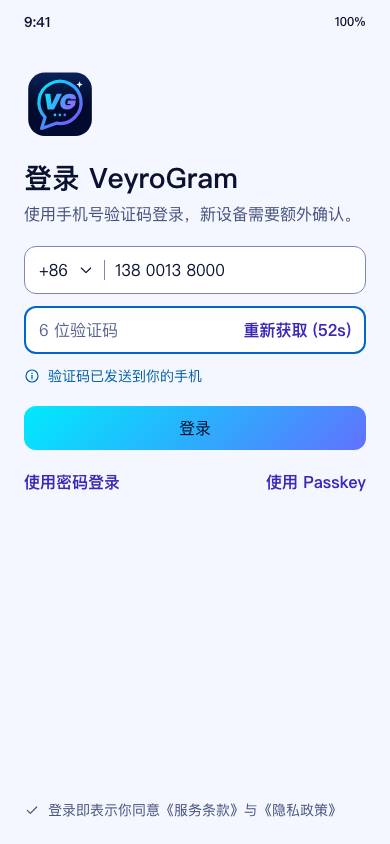 9:41
100%
VG
登录 VeyroGram
使用手机号验证码登录，新设备需要额外确认。
+86 138 0013 8000
6 位验证码 重新获取 (52s)
验证码已发送到你的手机
登录
使用密码登录 使用 Passkey
登录即表示你同意《服务条款》与《隐私政策》